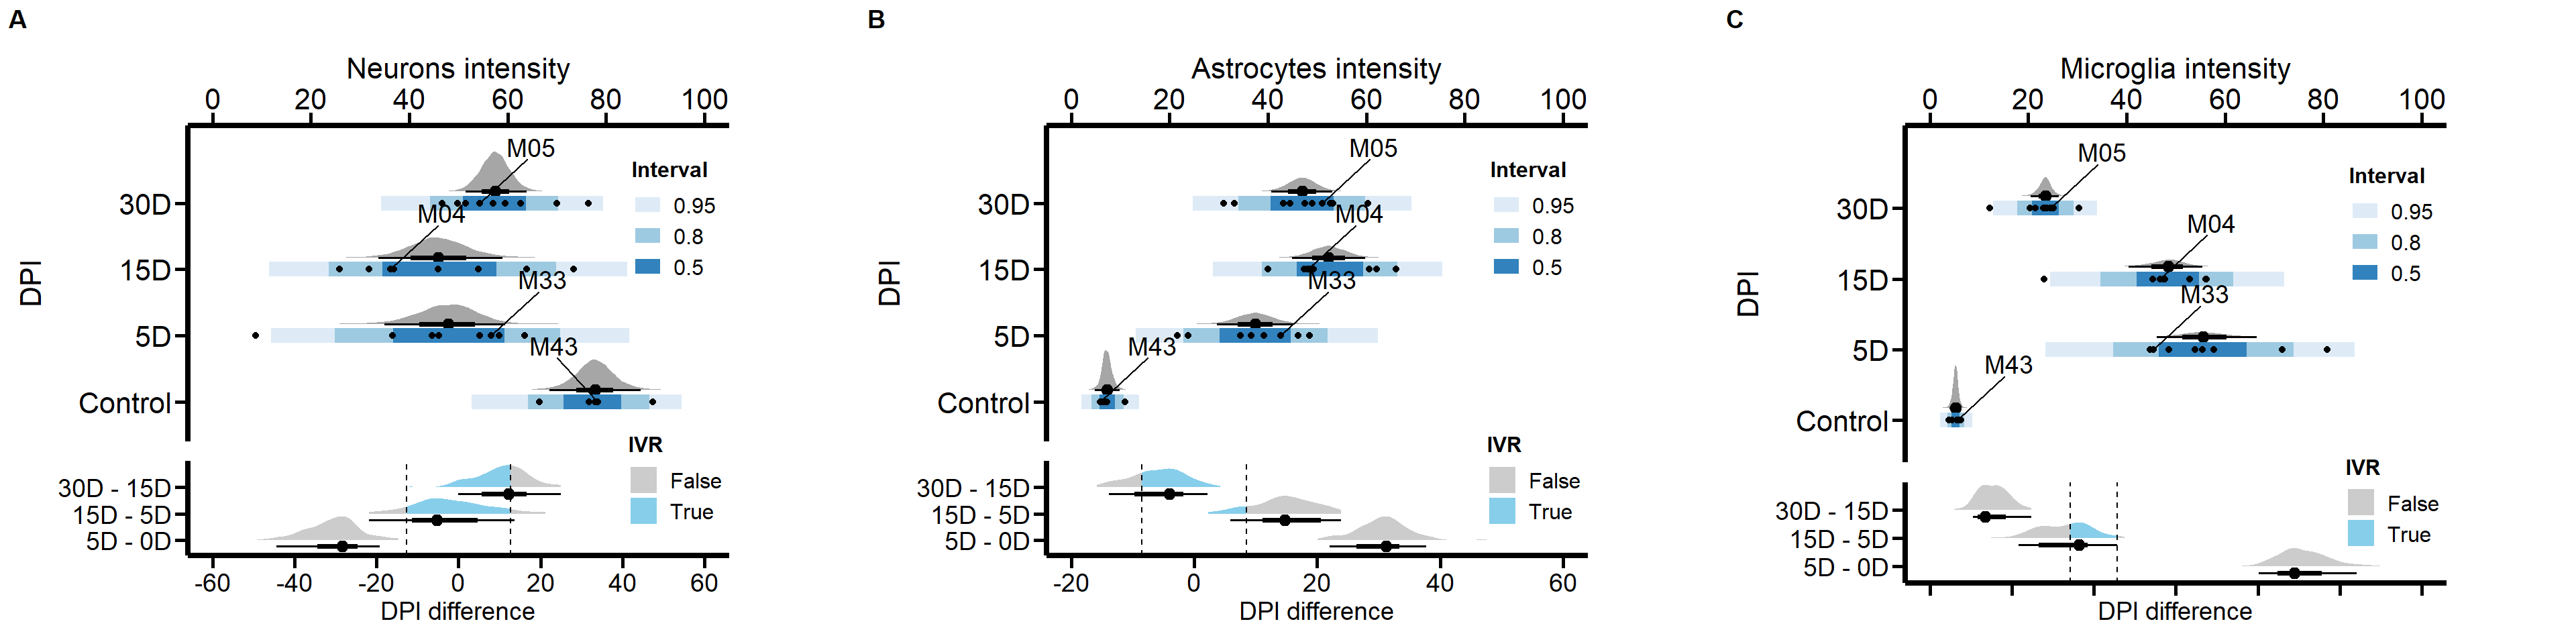 A
Neurons intensity
0 20 40 60 80 100
M05
Interval
0.95
0.8
0.5
30D
M04
15D
M33
5D
M43
Control
DPI
IVR
False
True
30D - 15D
15D - 5D
5D - 0D
-60 -40 -20 0 20 40 60
DPI difference
B
Astrocytes intensity
0 20 40 60 80 100
M05
Interval
0.95
0.8
0.5
30D
M04
15D
M33
5D
M43
Control
DPI
IVR
False
True
30D - 15D
15D - 5D
5D - 0D
-20 0 20 40 60
DPI difference
C
Microglia intensity
0 20 40 60 80 100
M05
Interval
0.95
0.8
0.5
30D
M04
15D
M33
5D
M43
Control
DPI
IVR
False
True
30D - 15D
15D - 5D
5D - 0D
DPI difference